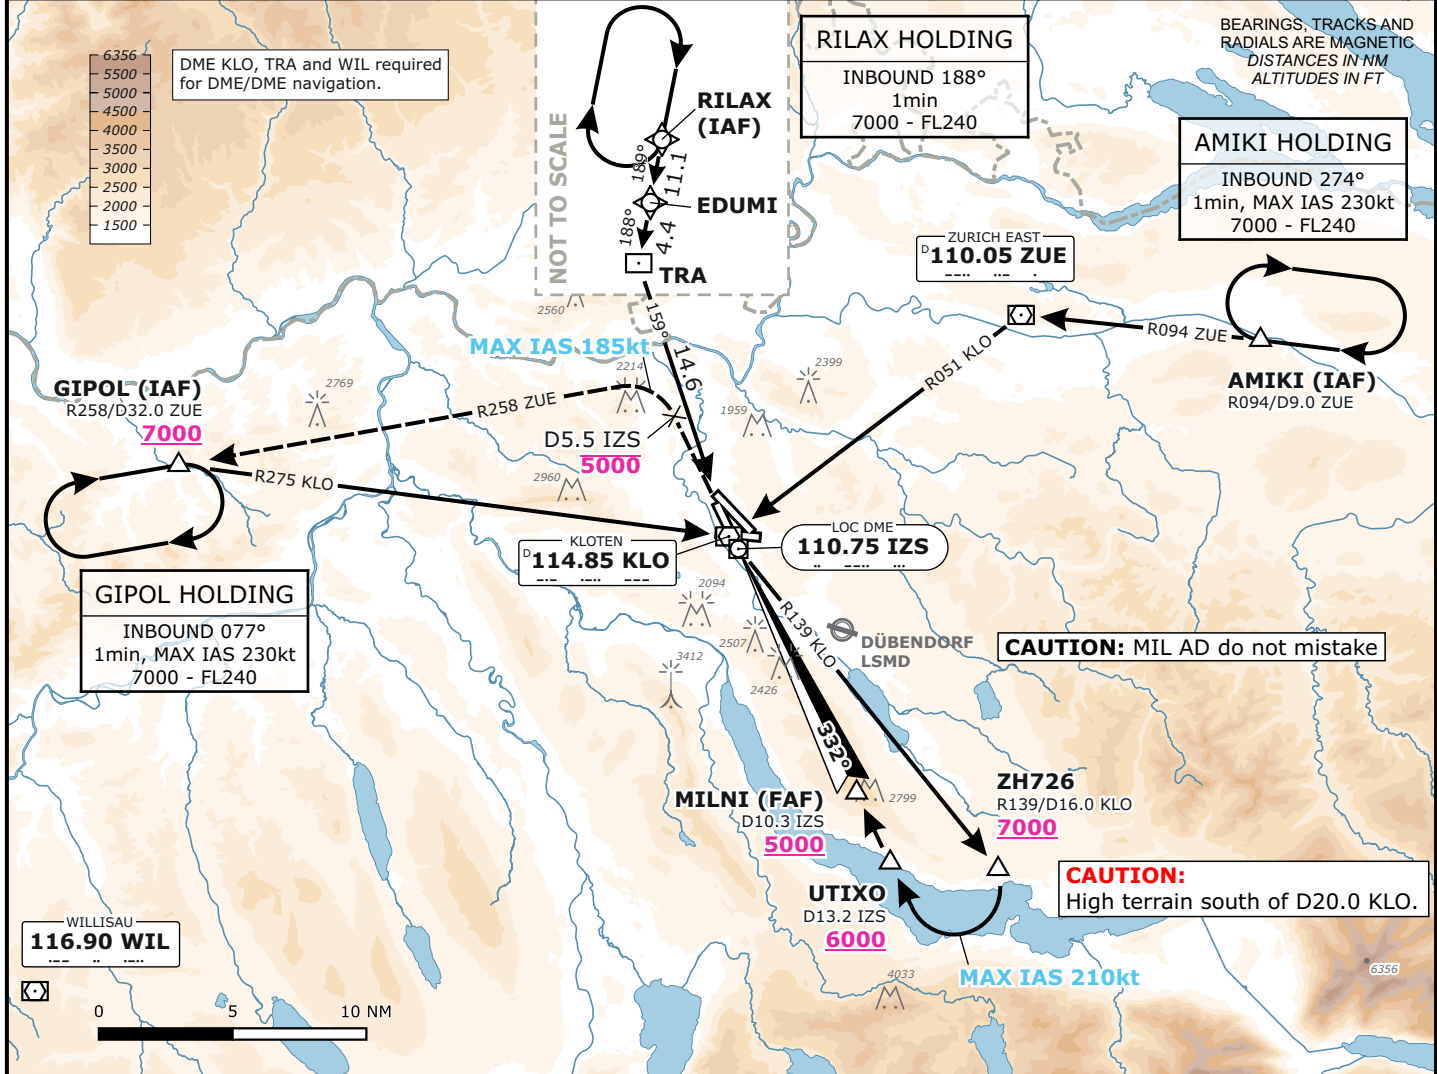 6356
5500
5000
4500
4000
3500
3000
2500
2000
1500
DME KLO, TRA and WIL required
for DME/DME navigation.
NOT TO SCALE
RILAX
(IAF)
189°
11.1
EDUMI
188°
4.4
TRA
RILAX HOLDING
INBOUND 188°
1min
7000 - FL240
BEARINGS, TRACKS AND
RADIALS ARE MAGNETIC
DISTANCES IN NM
ALTITUDES IN FT
AMIKI HOLDING
INBOUND 274°
1min, MAX IAS 230kt
7000 - FL240
ZURICH EAST
D 110.05 ZUE
R094 ZUE
AMIKI (IAF)
R094/D9.0 ZUE
R051 KLO
2560
159°
14.6
MAX IAS 185kt
2214
2399
1959
2769
GIPOL (IAF)
R258/D32.0 ZUE
7000
R258 ZUE
D5.5 IZS
5000
R275 KLO
2960
KLOTEN
D 114.85 KLO
LOC DME
110.75 IZS
GIPOL HOLDING
INBOUND 077°
1min, MAX IAS 230kt
7000 - FL240
2094
2507
3412
2426
R139 KLO
DÜBENDORF
LSMD
CAUTION: MIL AD do not mistake
332°
MILNI (FAF)
D10.3 IZS
5000
2799
ZH726
R139/D16.0 KLO
7000
UTIXO
D13.2 IZS
6000
CAUTION:
High terrain south of D20.0 KLO.
MAX IAS 210kt
4033
6356
WILLISAU
116.90 WIL
0 5 10 NM